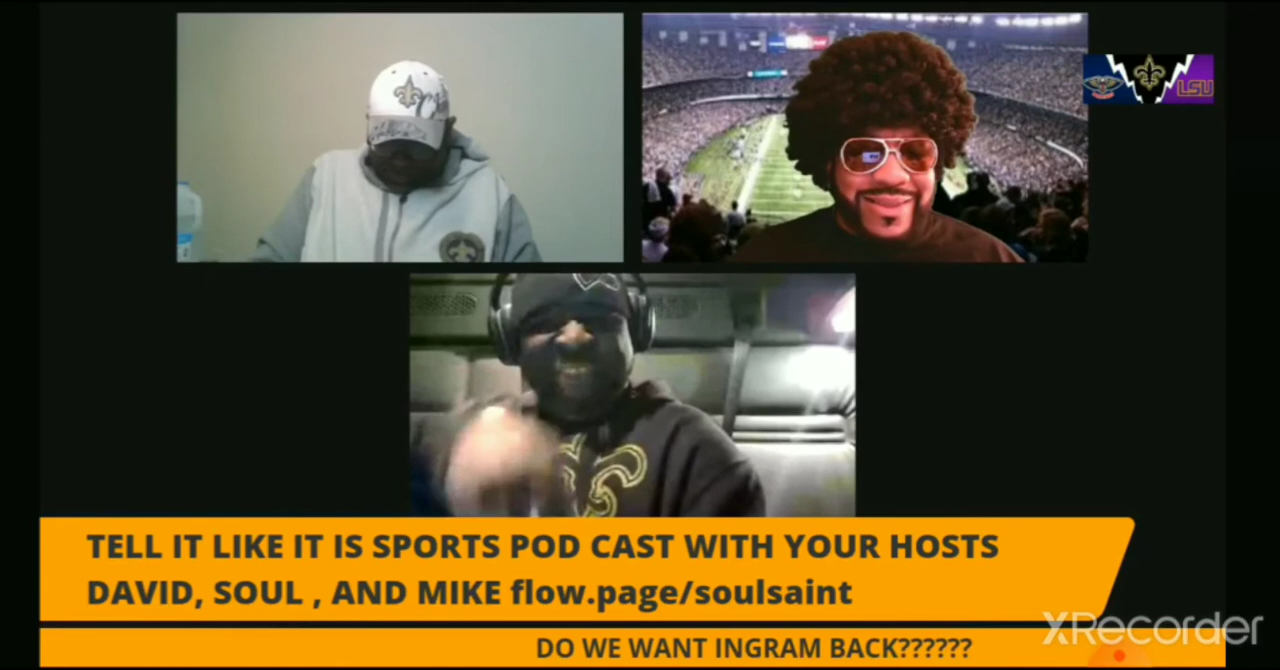 LSU
TELL IT LIKE IT IS SPORTS POD CAST WITH YOUR HOSTS
DAVID, SOUL , AND MIKE flow.page/soulsaint
DO WE WANT INGRAM BACK??????
XRecorder